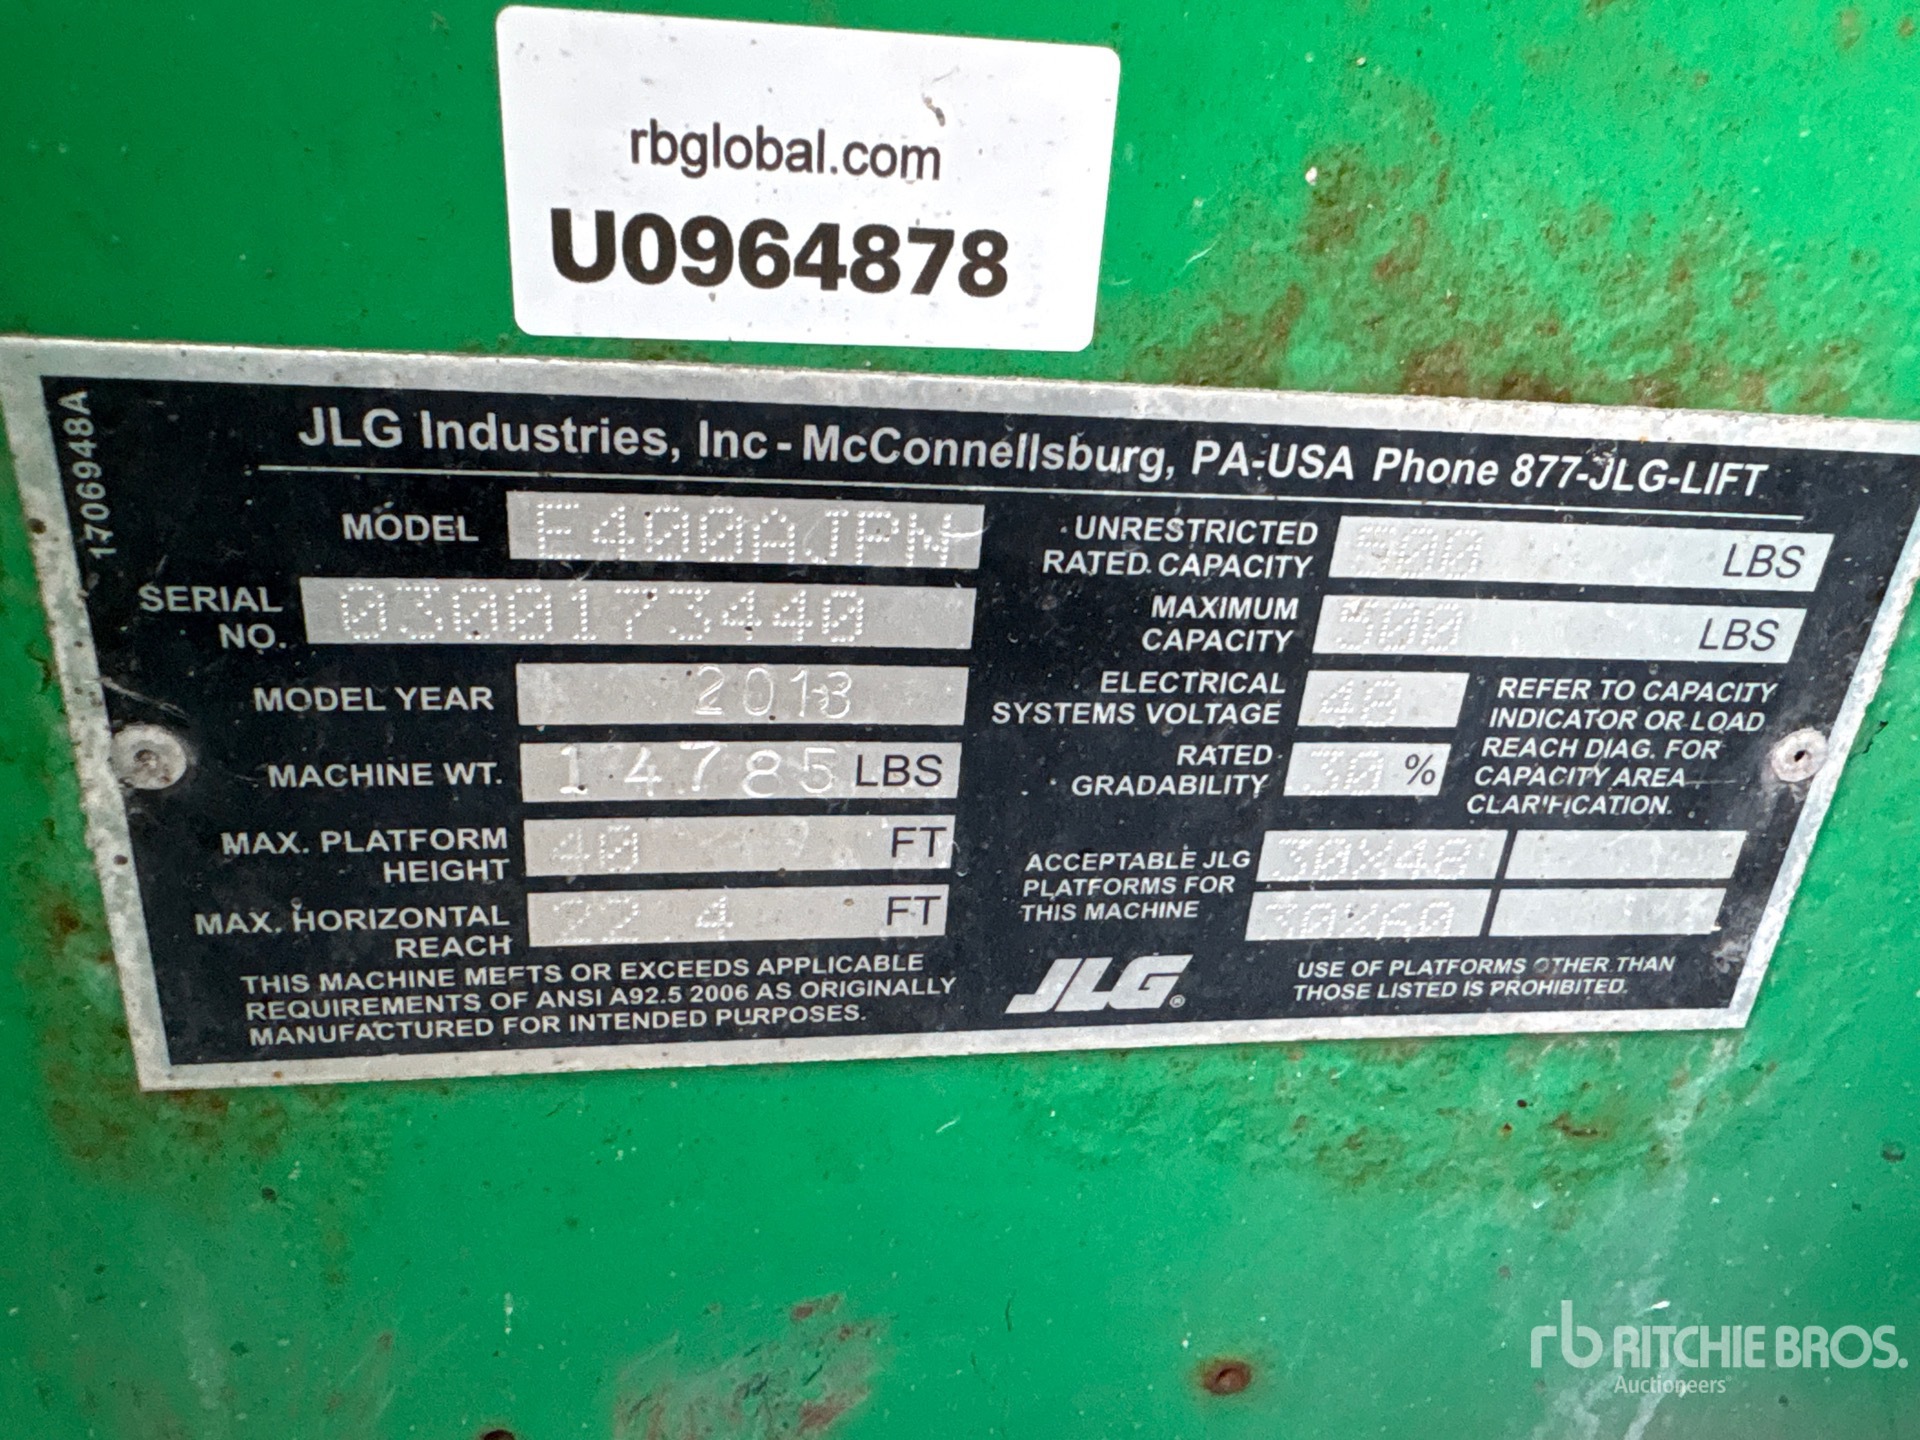 rbglobal.com
U0964878
1706948A
JLG Industries, Inc - McConnellsburg, PA-USA Phone 877-JLG-LIFT
MODEL E400AJPN
SERIAL NO. 0300173440
MODEL YEAR 2013
MACHINE WT. 14785 LBS
MAX. PLATFORM HEIGHT 40 FT
MAX. HORIZONTAL REACH 22.4 FT
THIS MACHINE MEETS OR EXCEEDS APPLICABLE
REQUIREMENTS OF ANSI A92.5 2006 AS ORIGINALLY
MANUFACTURED FOR INTENDED PURPOSES.
UNRESTRICTED RATED CAPACITY 500 LBS
MAXIMUM CAPACITY 500 LBS
ELECTRICAL SYSTEMS VOLTAGE 48
RATED GRADABILITY 30 %
REFER TO CAPACITY
INDICATOR OR LOAD
REACH DIAG. FOR
CAPACITY AREA
CLARIFICATION.
ACCEPTABLE JLG
PLATFORMS FOR
THIS MACHINE
30X48
30X60
JLG®
USE OF PLATFORMS OTHER THAN
THOSE LISTED IS PROHIBITED.
rb RITCHIE BROS.
Auctioneers